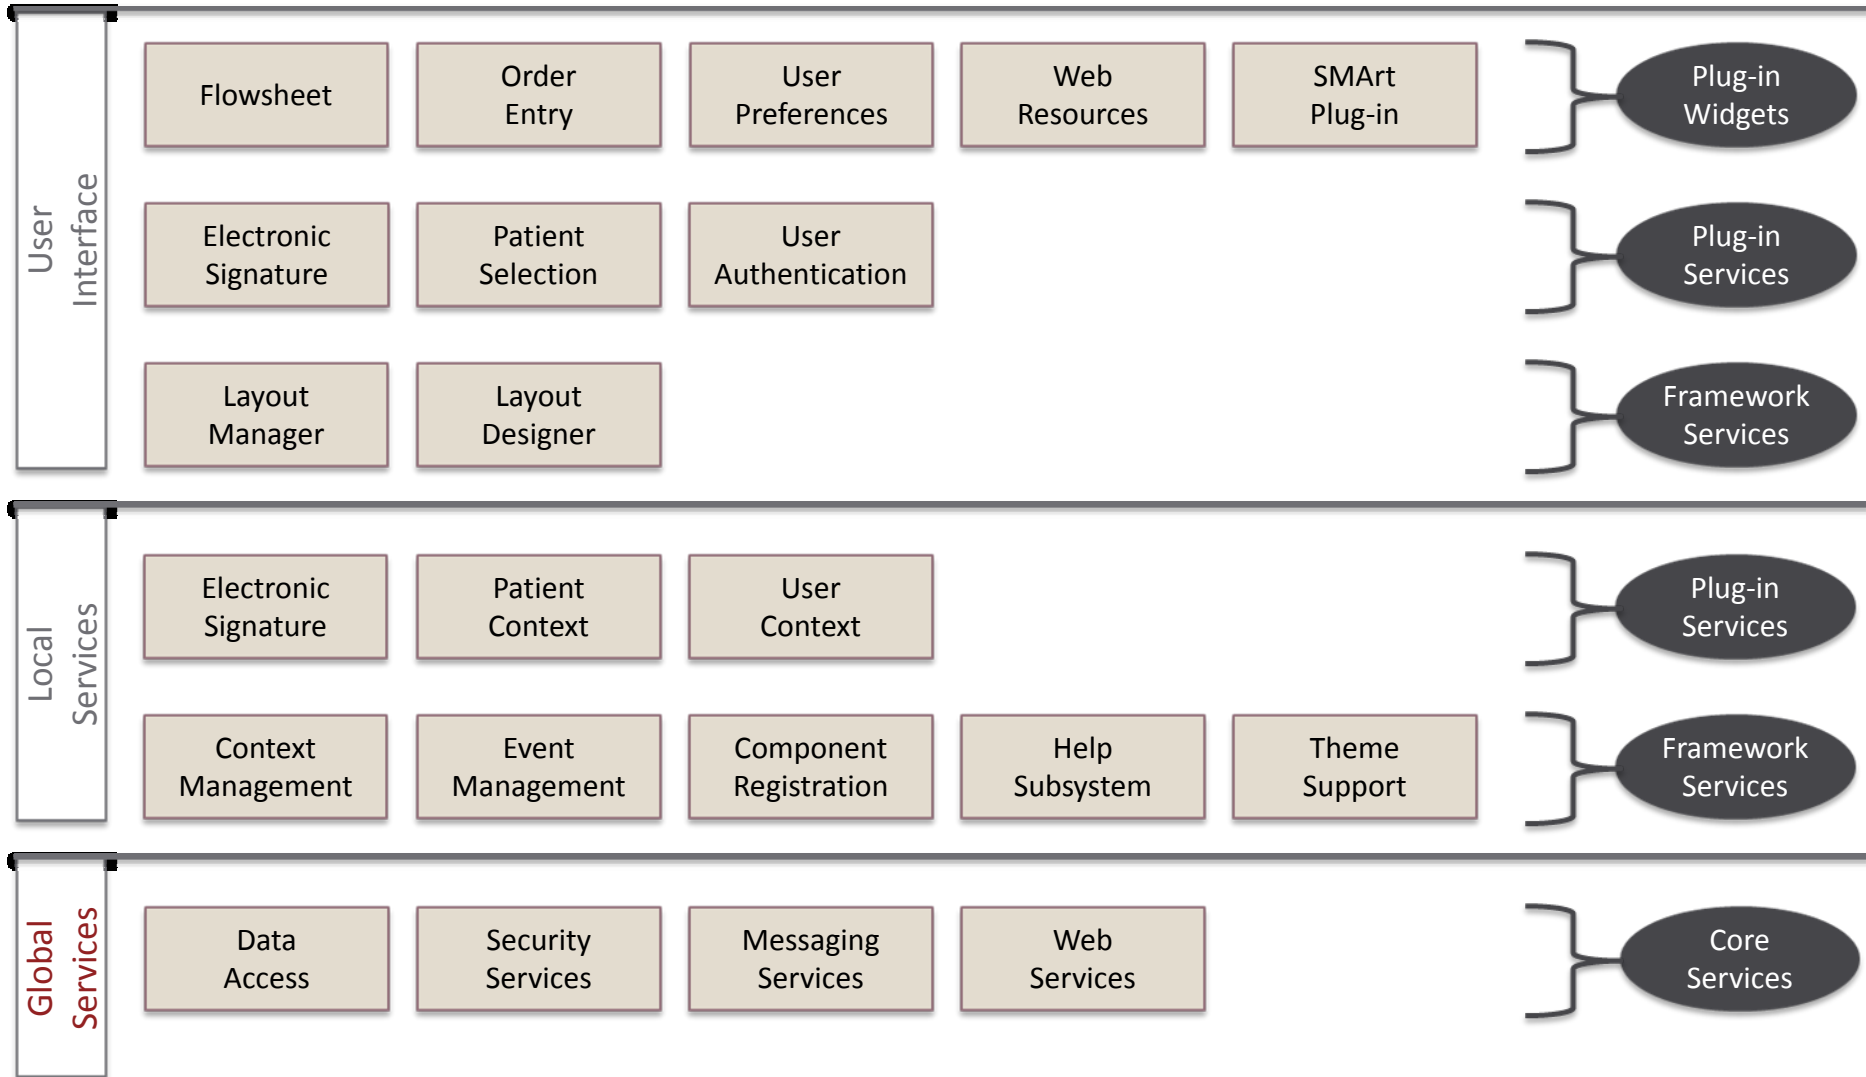 User
Interface
Flowsheet
Order
Entry
User
Preferences
Web
Resources
SMArt
Plug-in
Plug-in
Widgets
Electronic
Signature
Patient
Selection
User
Authentication
Plug-in
Services
Layout
Manager
Layout
Designer
Framework
Services
Local
Services
Electronic
Signature
Patient
Context
User
Context
Plug-in
Services
Context
Management
Event
Management
Component
Registration
Help
Subsystem
Theme
Support
Framework
Services
Global
Services
Data
Access
Security
Services
Messaging
Services
Web
Services
Core
Services